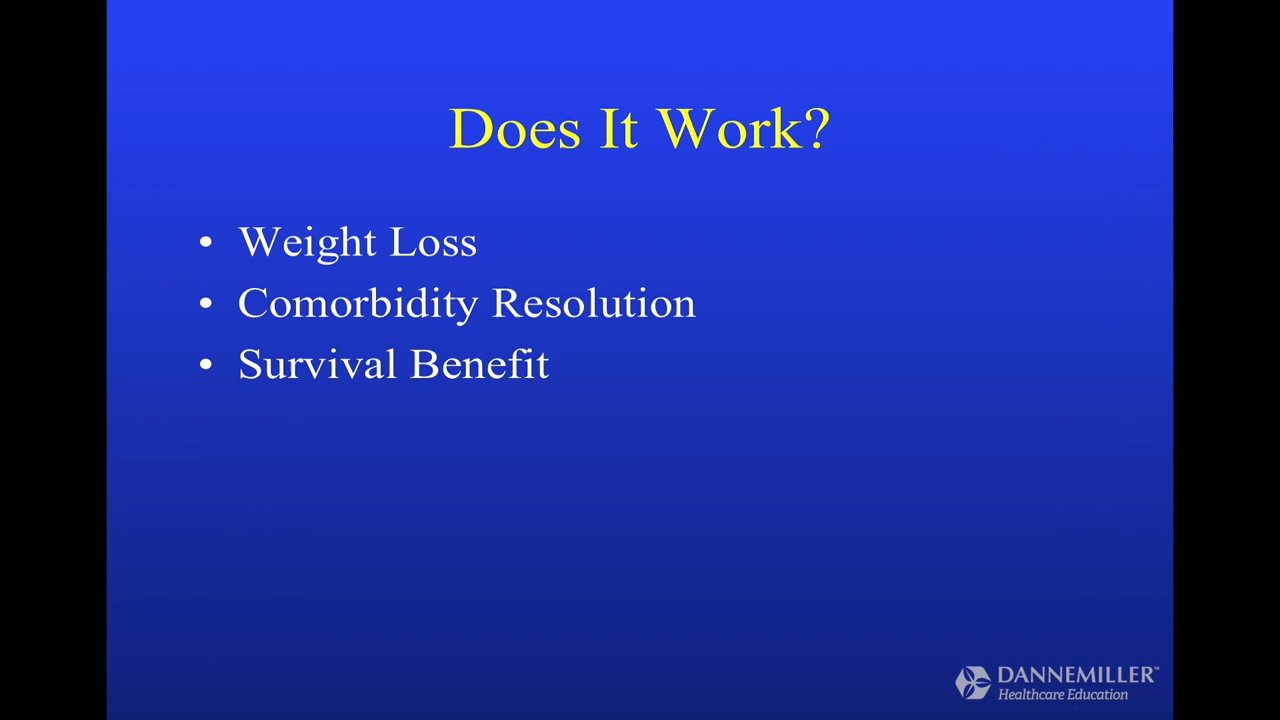 Does It Work?
• Weight Loss
• Comorbidity Resolution
• Survival Benefit
DANNEMILLER™
Healthcare Education